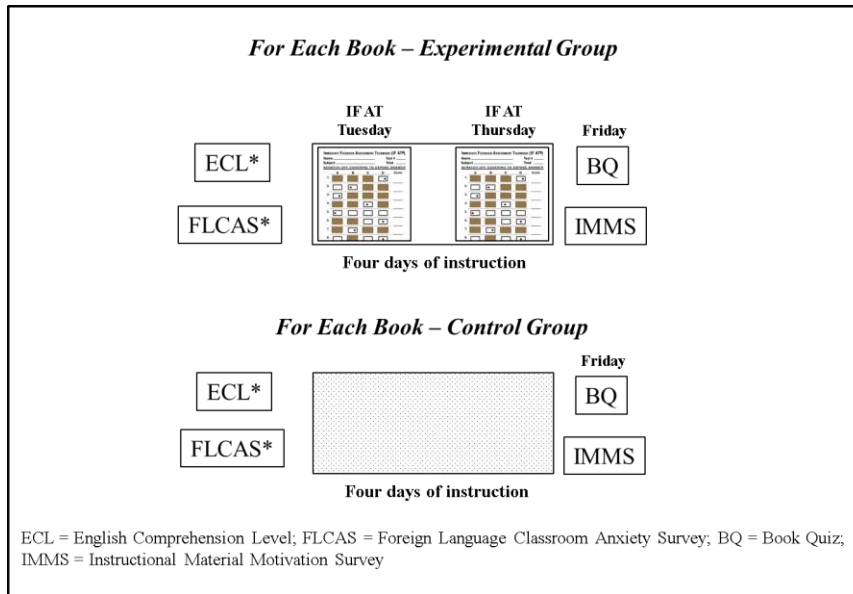 For Each Book – Experimental Group
IF AT
Tuesday
IF AT
Thursday
Friday
ECL*
BQ
FLCAS*
IMMS
Four days of instruction
For Each Book – Control Group
Friday
ECL*
BQ
FLCAS*
IMMS
Four days of instruction
ECL = English Comprehension Level; FLCAS = Foreign Language Classroom Anxiety Survey; BQ = Book Quiz;
IMMS = Instructional Material Motivation Survey